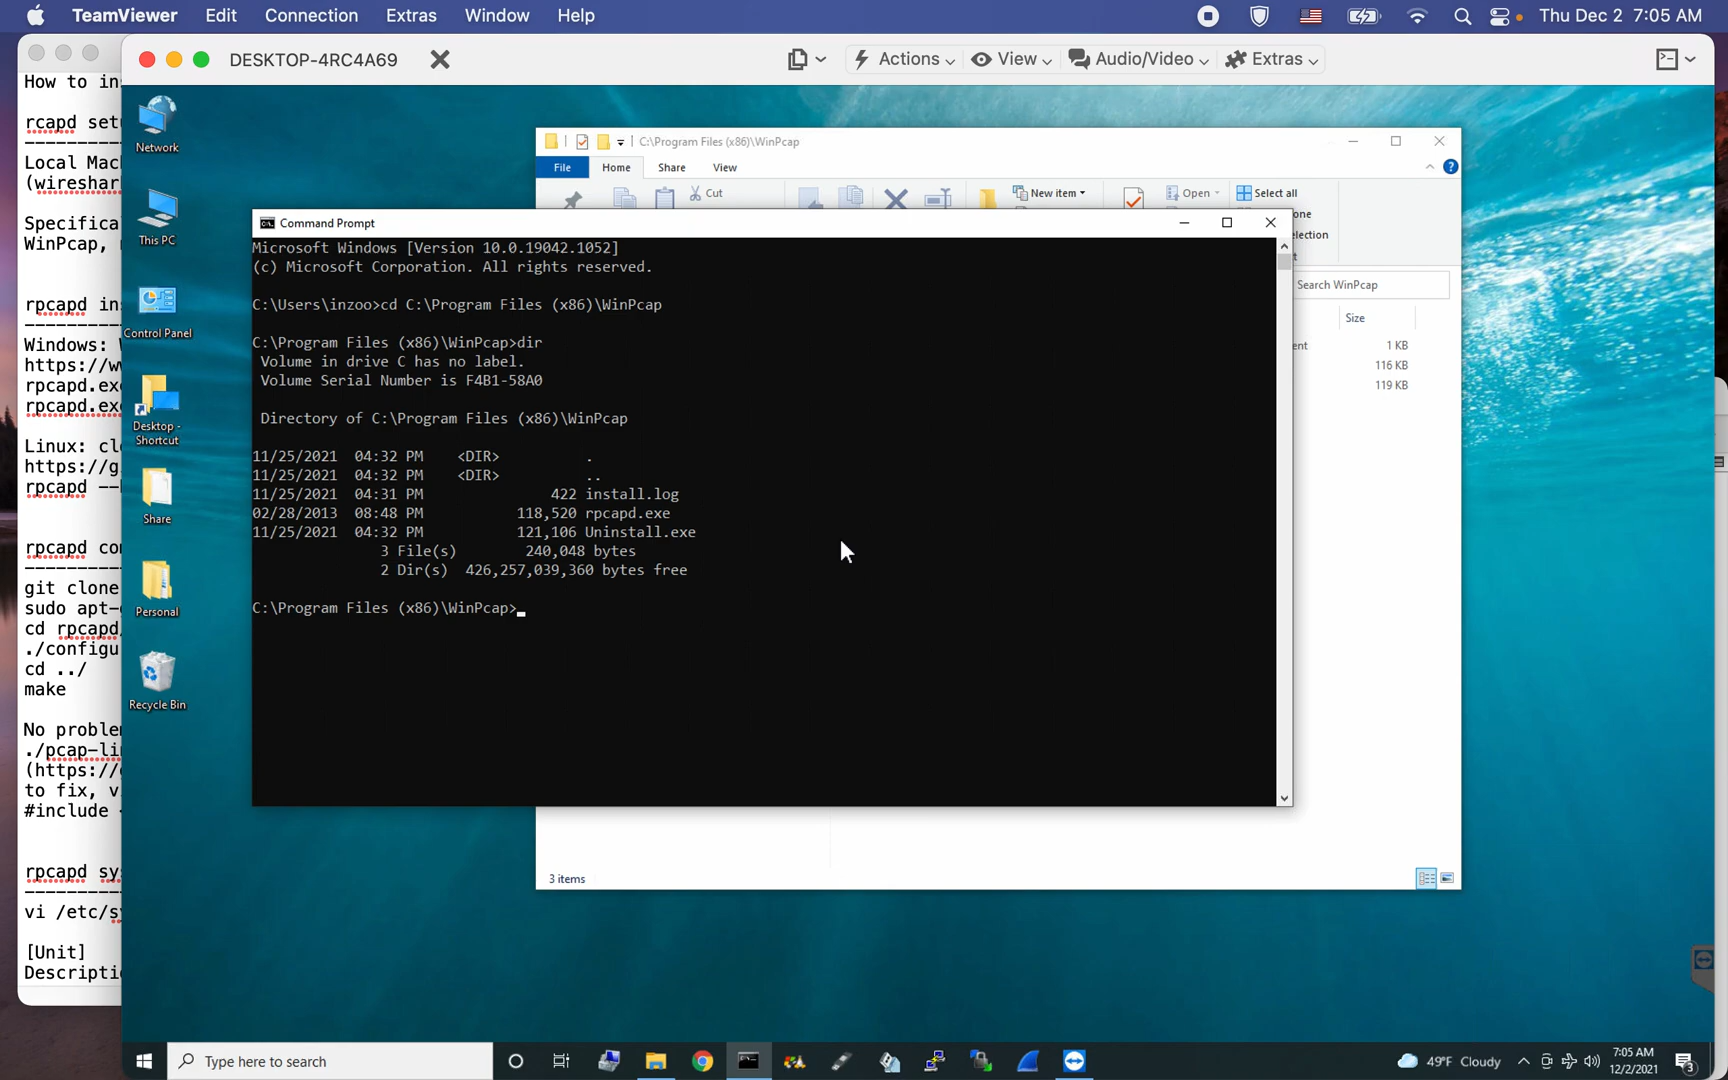 TeamViewer Edit Connection Extras Window Help
Thu Dec 2 7:05 AM
DESKTOP-4RC4A69
Actions View Audio/Video Extras
How to in
rcapd set
Local Mac
(wireshar
Specifica
WinPcap,
rpcapd in
Windows:
https://w
rpcapd.ex
rpcapd.ex
Linux: cl
https://g
rpcapd --
rpcapd co
git clone
sudo apt-
cd rpcapd
./configu
cd ../
make
No proble
./pcap-li
(https://
to fix, v
#include
rpcapd sy
vi /etc/s
[Unit]
Descripti
Network
This PC
Control Panel
Desktop -
Shortcut
Share
Personal
Recycle Bin
C:\Program Files (x86)\WinPcap
File Home Share View
Cut
New item
Open
Select all
one
election
t
Search WinPcap
Size
ent 1 KB
116 KB
119 KB
3 items
Command Prompt
Microsoft Windows [Version 10.0.19042.1052]
(c) Microsoft Corporation. All rights reserved.
C:\Users\inzoo>cd C:\Program Files (x86)\WinPcap
C:\Program Files (x86)\WinPcap>dir
Volume in drive C has no label.
Volume Serial Number is F4B1-58A0
Directory of C:\Program Files (x86)\WinPcap
11/25/2021 04:32 PM <DIR> .
11/25/2021 04:32 PM <DIR> ..
11/25/2021 04:31 PM 422 install.log
02/28/2013 08:48 PM 118,520 rpcapd.exe
11/25/2021 04:32 PM 121,106 Uninstall.exe
3 File(s) 240,048 bytes
2 Dir(s) 426,257,039,360 bytes free
C:\Program Files (x86)\WinPcap>
Type here to search
49°F Cloudy
7:05 AM
12/2/2021
3